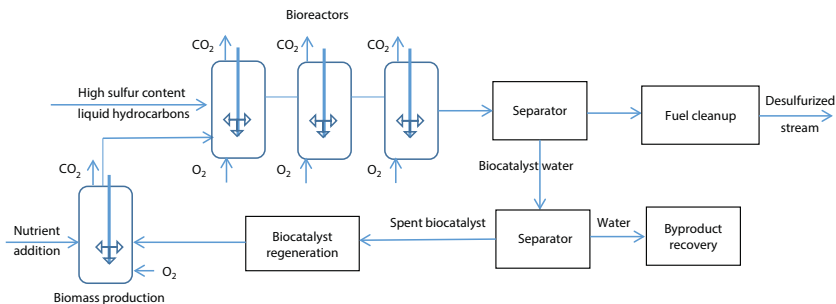 Bioreactors
CO₂
CO₂
CO₂
High sulfur content
liquid hydrocarbons
Separator
Fuel cleanup
Desulfurized
stream
O₂
O₂
O₂
CO₂
Biocatalyst water
Nutrient
addition
Biocatalyst
regeneration
Spent biocatalyst
Separator
Water
Byproduct
recovery
O₂
Biomass production